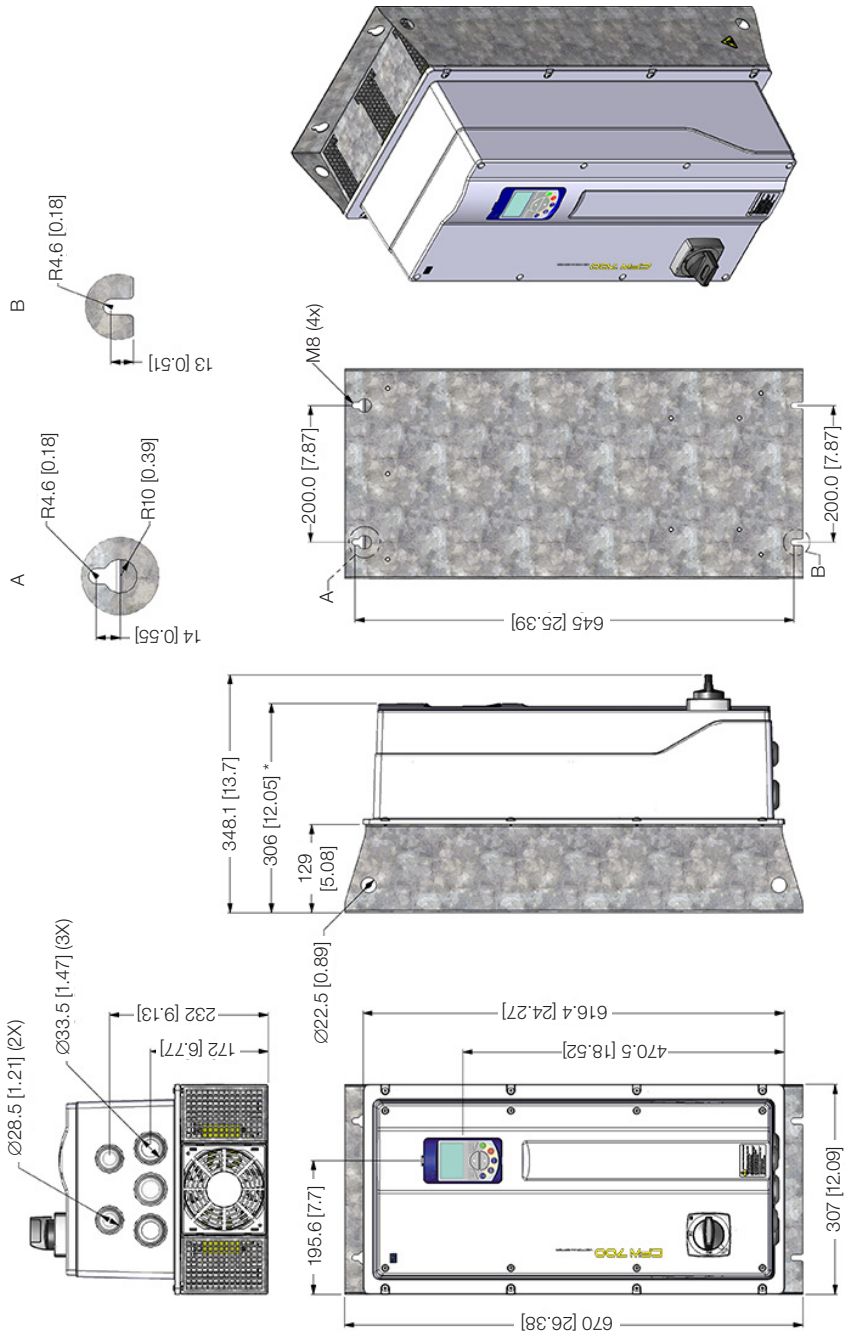 B
R4.6 [0.18]
13 [0.51]
A
R4.6 [0.18]
R10 [0.39]
14 [0.55]
CFW 700
M8 (4x)
200.0 [7.87]
A
645 [25.39]
B
200.0 [7.87]
348.1 [13.7]
306 [12.05] *
129
[5.08]
Ø22.5 [0.89]
Ø28.5 [1.21] (2X)
Ø33.5 [1.47] (3X)
232 [9.13]
172 [6.77]
616.4 [24.27]
470.5 [18.52]
195.6 [7.7]
CFW 700
670 [26.38]
307 [12.09]